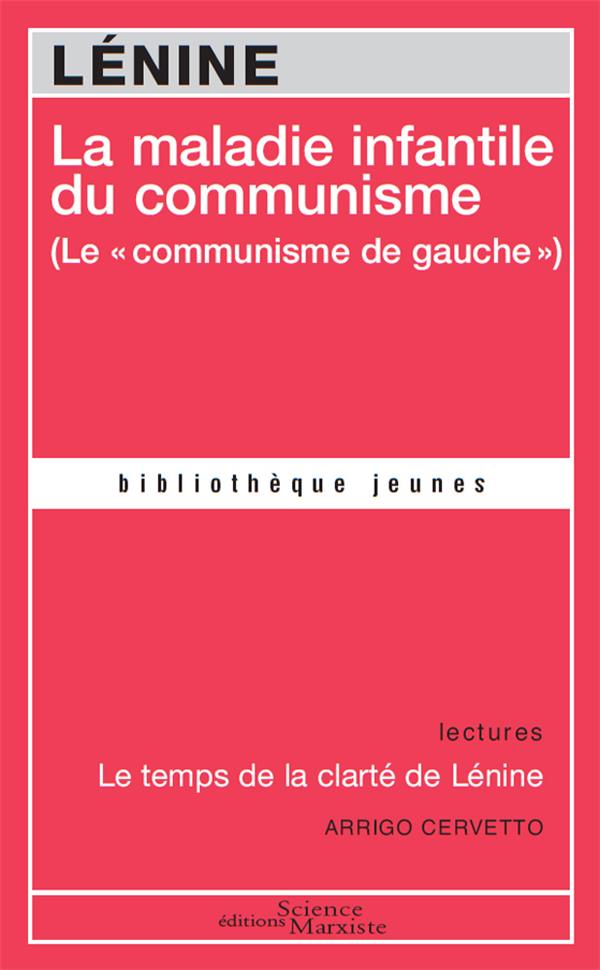 LÉNINE
La maladie infantile
du communisme
(Le « communisme de gauche »)
bibliothèque jeunes
lectures
Le temps de la clarté de Lénine
ARRIGO CERVETTO
éditions Science
Marxiste